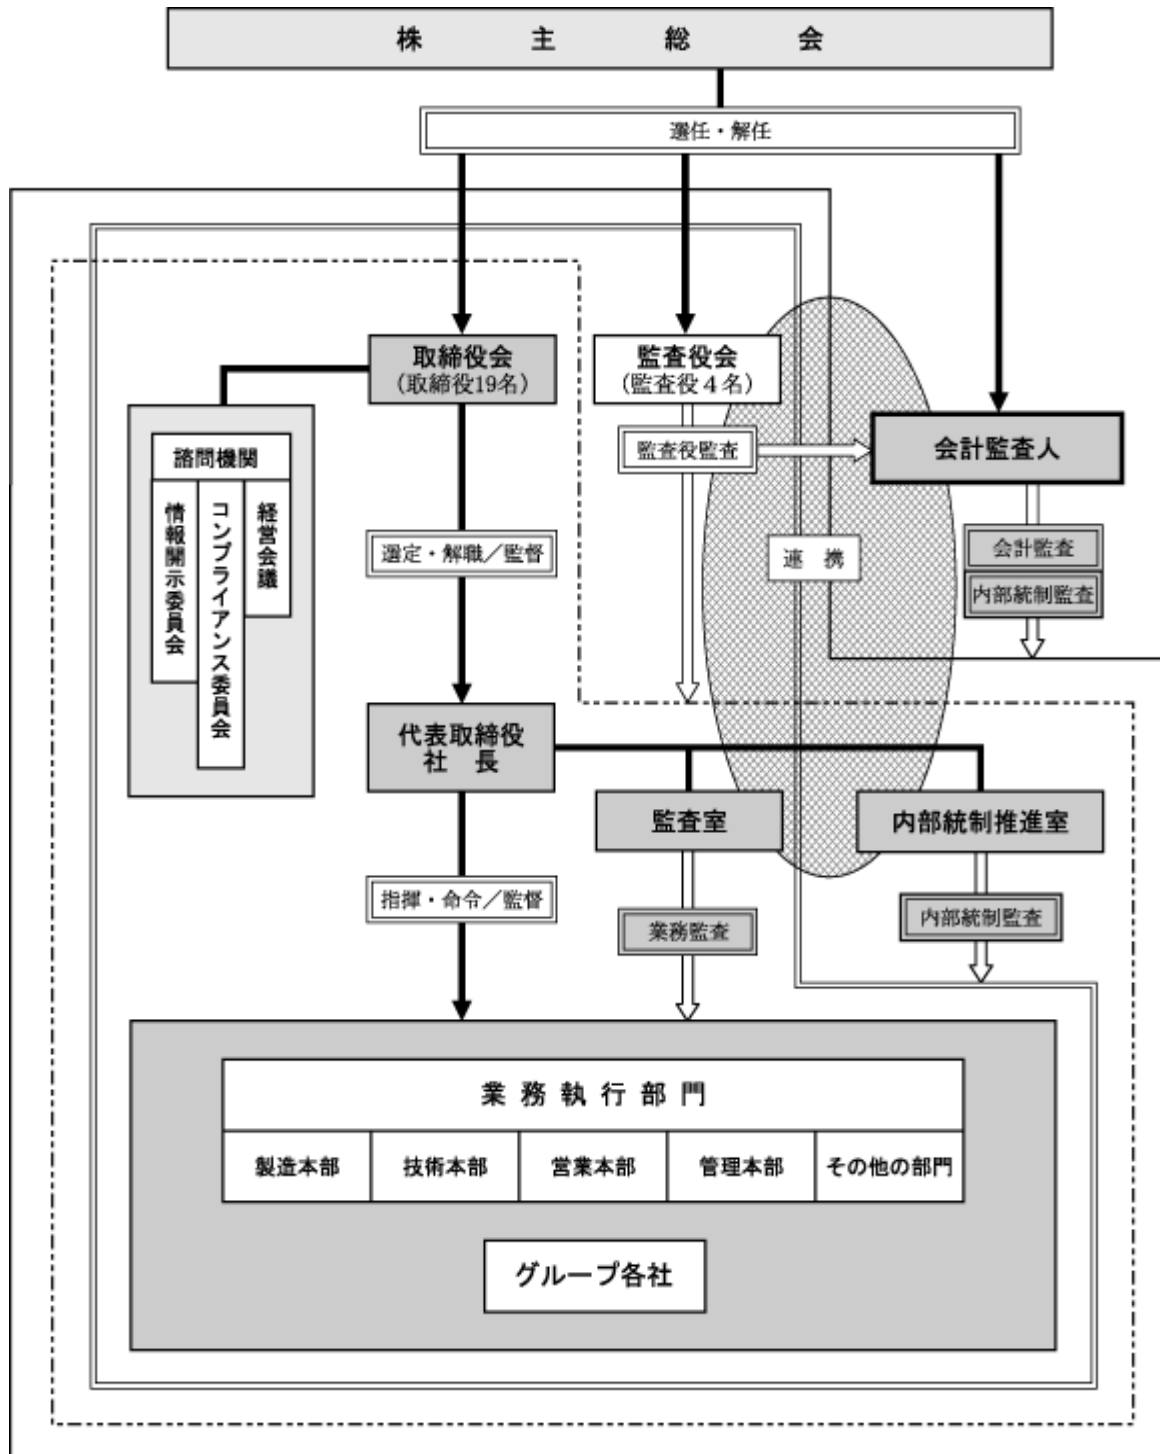 株主総会
選任・解任
取締役会
（取締役19名）
監査役会
（監査役４名）
監査役監査
会計監査人
諮問機関
情報開示委員会
コンプライアンス委員会
経営会議
選定・解職／監督
連携
会計監査
内部統制監査
代表取締役
社長
監査室
内部統制推進室
指揮・命令／監督
業務監査
内部統制監査
業務執行部門
製造本部
技術本部
営業本部
管理本部
その他の部門
グループ各社